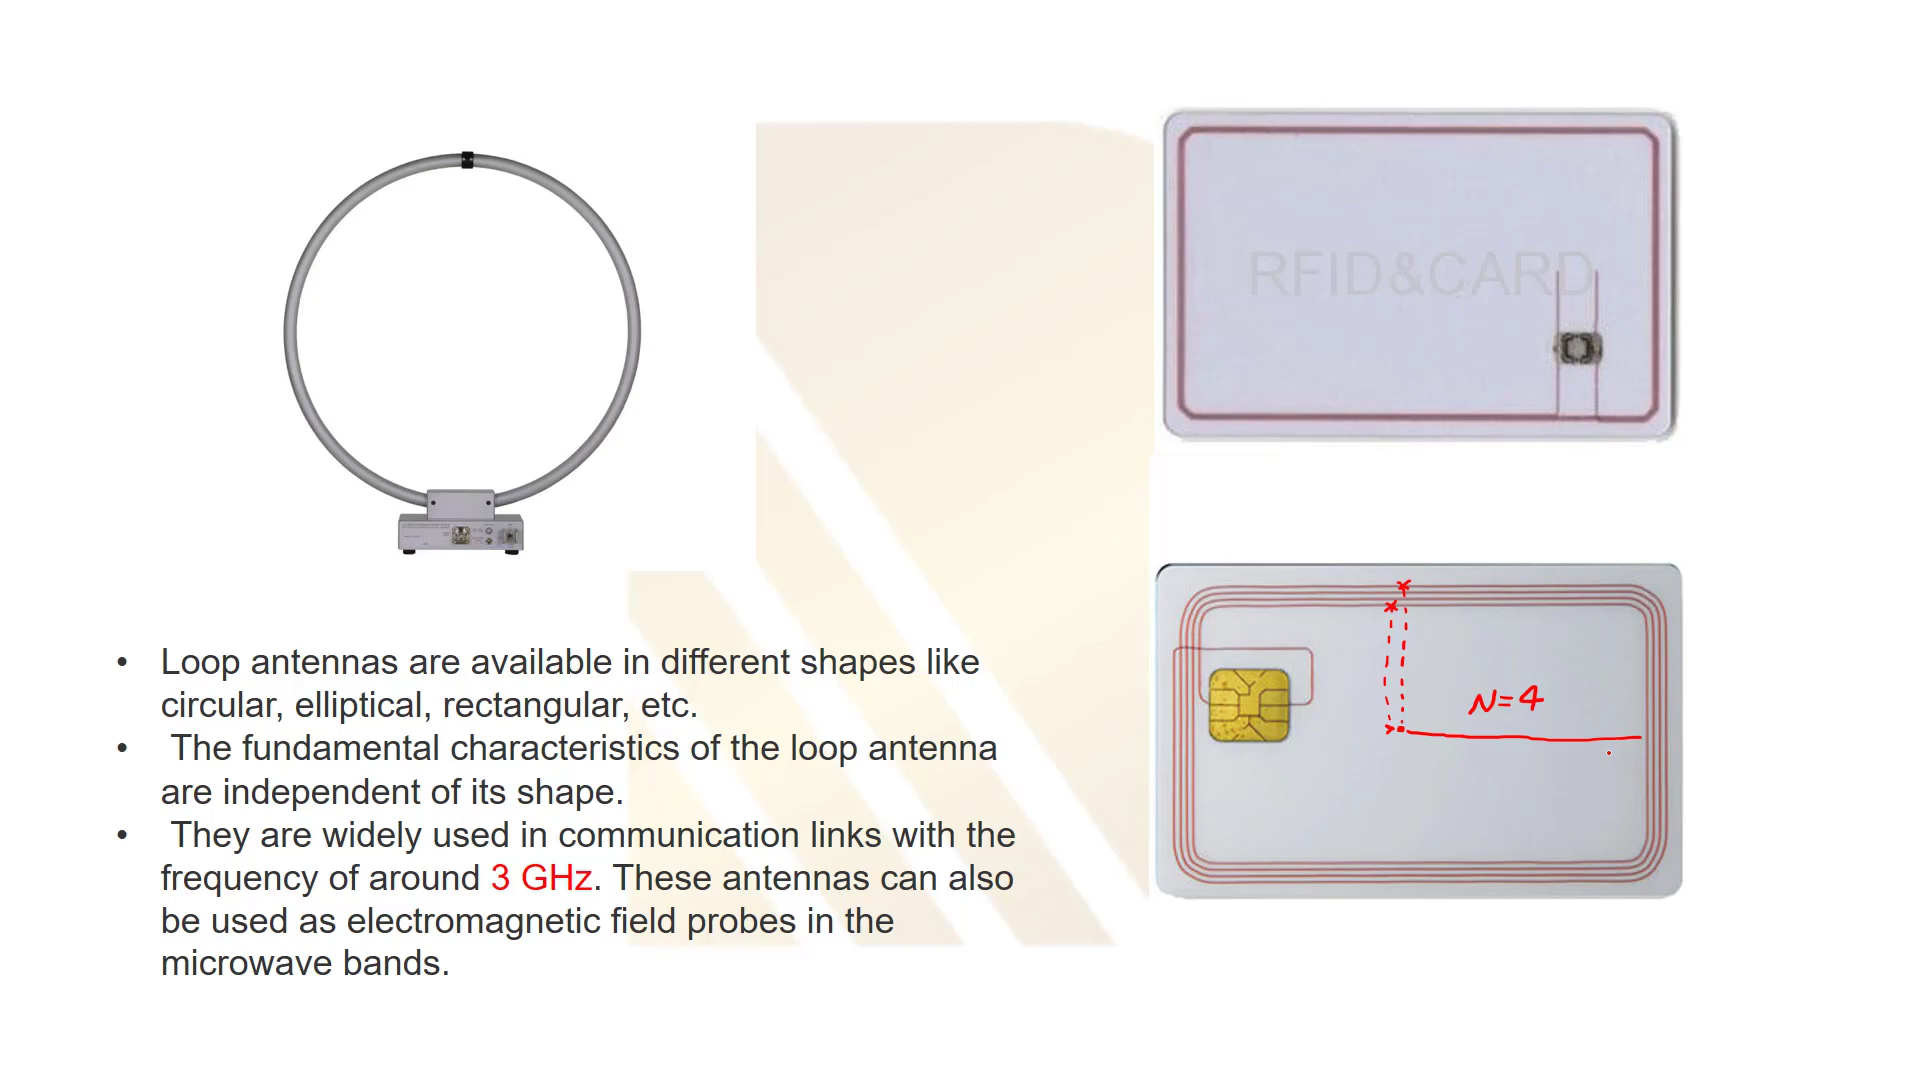 RFID&CARD
N=4
• Loop antennas are available in different shapes like
circular, elliptical, rectangular, etc.
• The fundamental characteristics of the loop antenna
are independent of its shape.
• They are widely used in communication links with the
frequency of around 3 GHz. These antennas can also
be used as electromagnetic field probes in the
microwave bands.